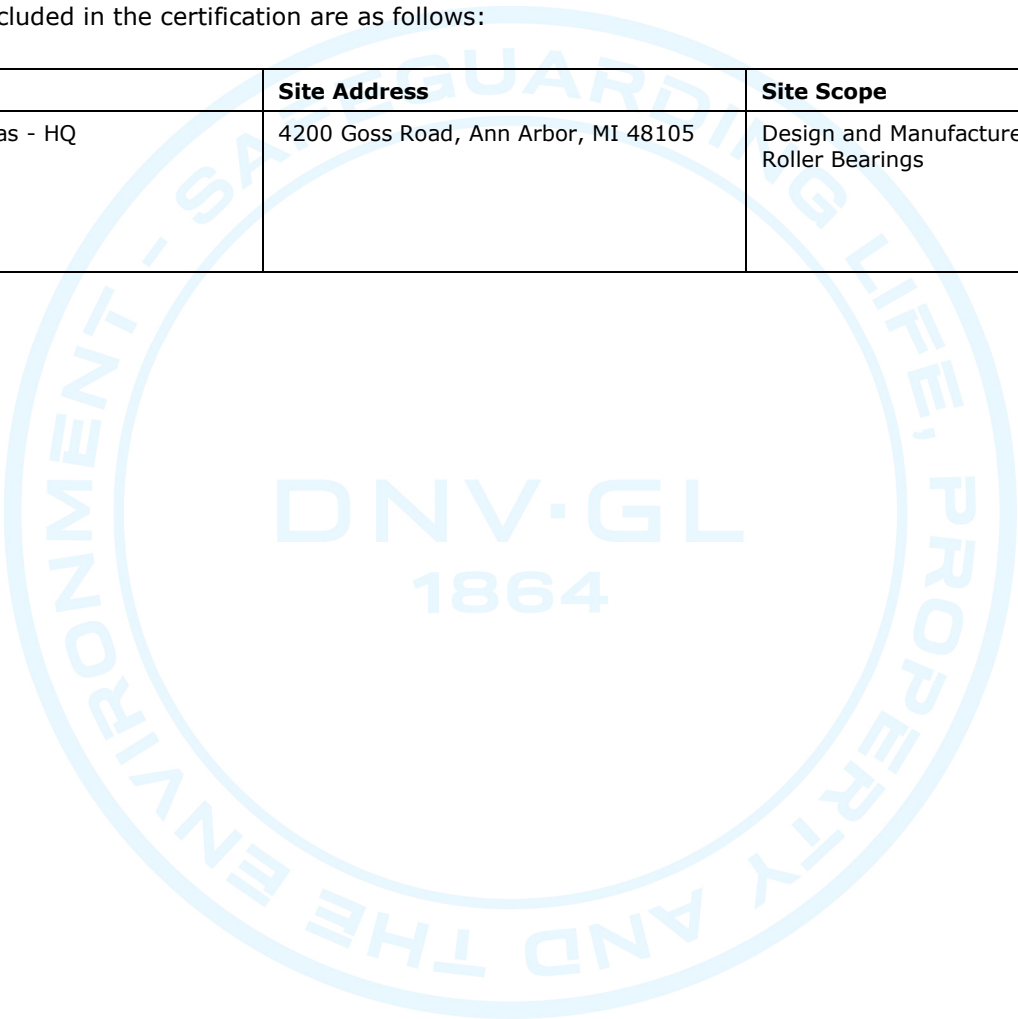 cluded in the certification are as follows:
Site Address
Site Scope
as - HQ
4200 Goss Road, Ann Arbor, MI 48105
Design and Manufacture
Roller Bearings
SAFEGUARDING LIFE, PROPERTY AND THE ENVIRONMENT -
DNV·GL
1864